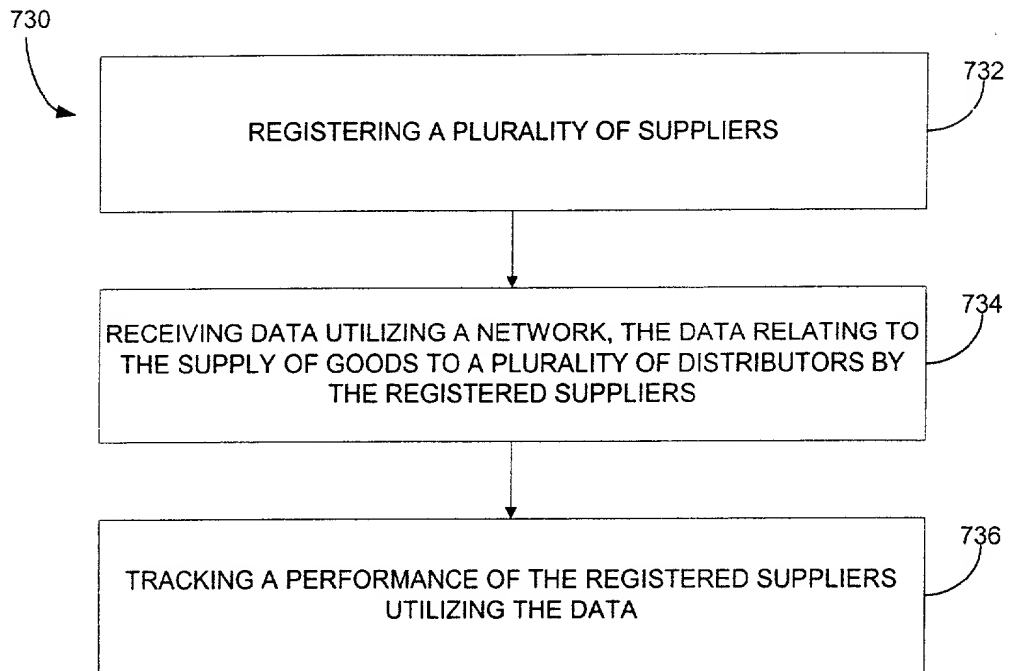 730
732
REGISTERING A PLURALITY OF SUPPLIERS
734
RECEIVING DATA UTILIZING A NETWORK, THE DATA RELATING TO
THE SUPPLY OF GOODS TO A PLURALITY OF DISTRIBUTORS BY
THE REGISTERED SUPPLIERS
736
TRACKING A PERFORMANCE OF THE REGISTERED SUPPLIERS
UTILIZING THE DATA